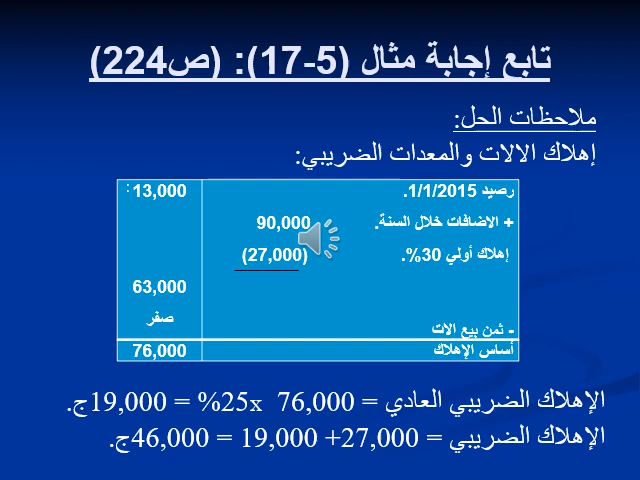 تابع إجابة مثال (5-17): (ص224)
ملاحظات الحل:
إهلاك الالات والمعدات الضريبي:
رصيد 1/1/2015. 13,000:
+ الاضافات خلال السنة. 90,000
إهلاك أولي 30%. (27,000)
63,000
صفر
- ثمن بيع الات
أساس الإهلاك 76,000
الإهلاك الضريبي العادي = 76,000 x 25% = 19,000ج.
الإهلاك الضريبي = 27,000+ 19,000 = 46,000ج.